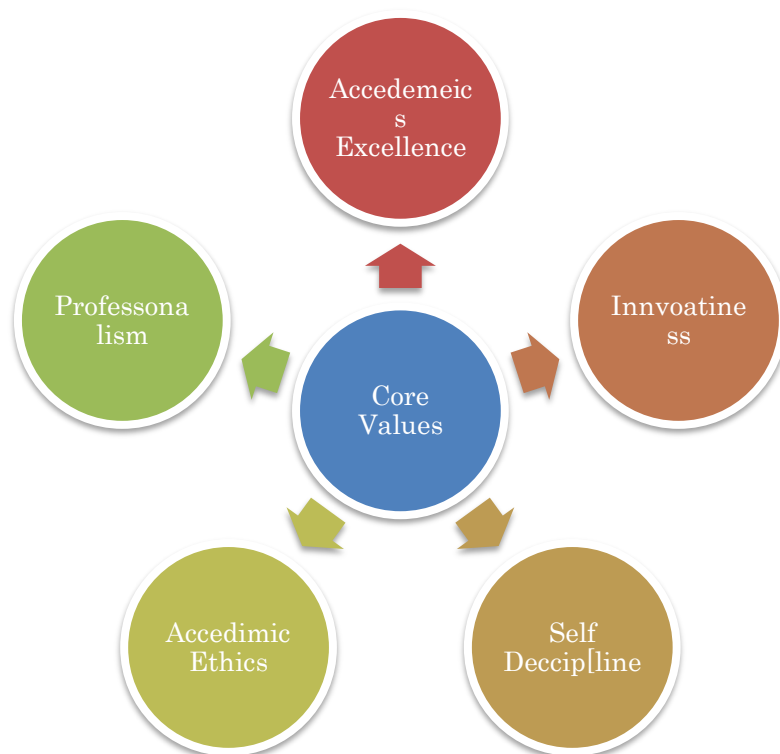 Accedemeic
s
Excellence
Professona
lism
Innvoatine
ss
Core
Values
Accedimic
Ethics
Self
Deccip[line